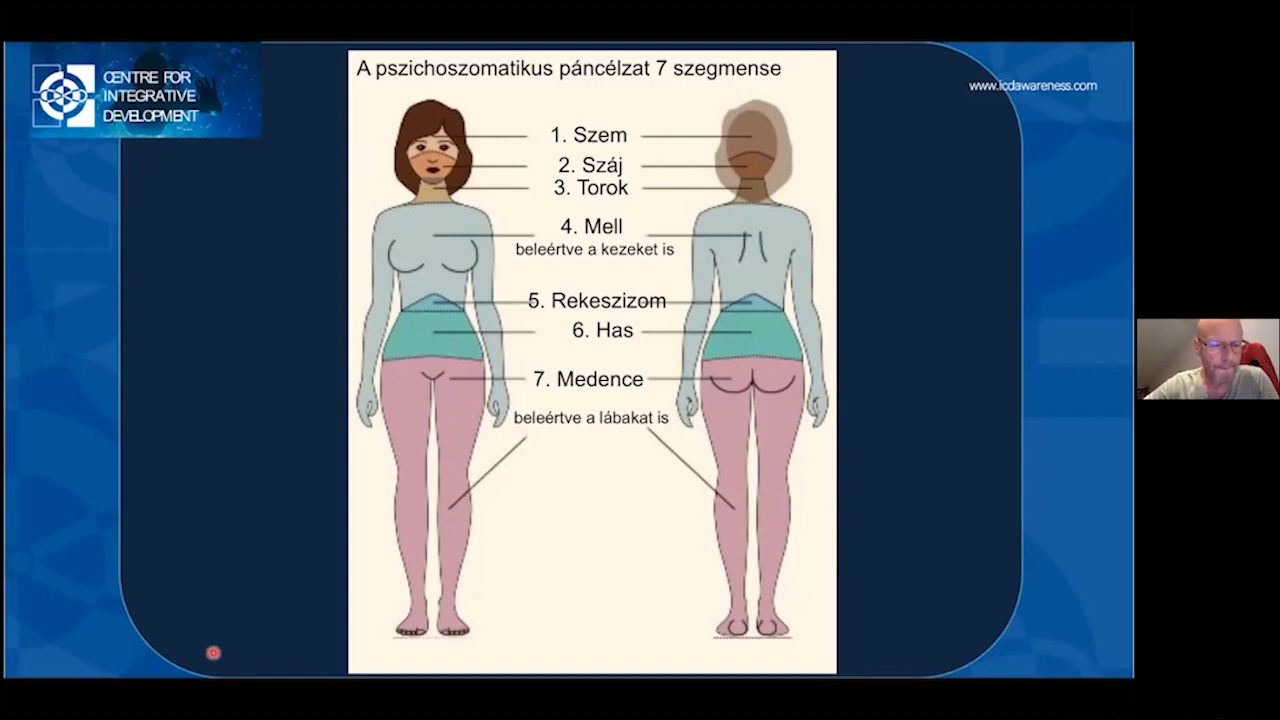 CENTRE FOR
INTEGRATIVE
DEVELOPMENT
www.icdawareness.com
A pszichoszomatikus páncélzat 7 szegmense
1. Szem
2. Száj
3. Torok
4. Mell
beleértve a kezeket is
5. Rekeszizom
6. Has
7. Medence
beleértve a lábakat is